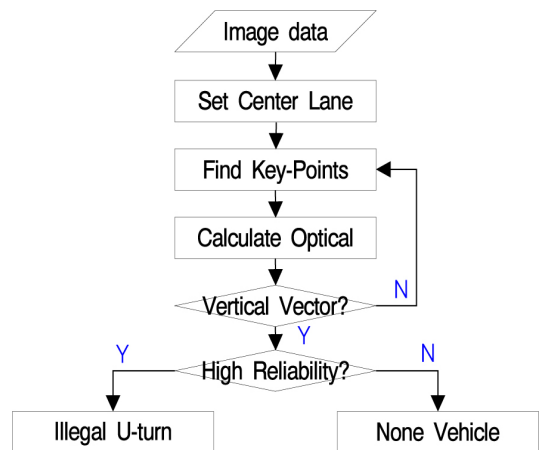 Image data
Set Center Lane
Find Key-Points
Calculate Optical
Vertical Vector?
N
Y
High Reliability?
Y
N
Illegal U-turn
None Vehicle